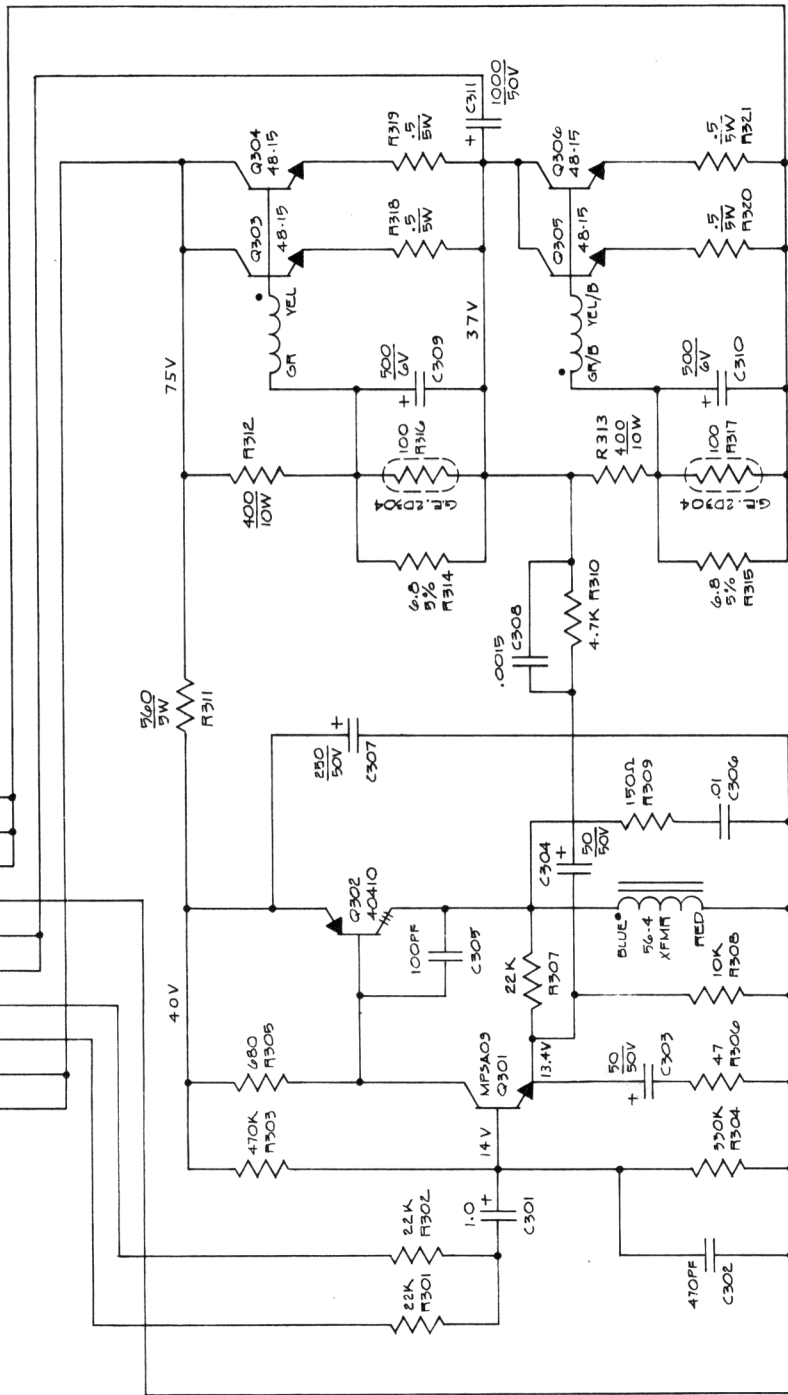 75V
560
5W
R311
400
10W
R312
Q303
48-15
Q304
48-15
GR
YEL
R318
.5
5W
R319
.5
5W
C311
+
1000
50V
37V
500
6V
+
C309
100
R316
G.E. 2D304
6.8
5%
R314
R313
400
10W
GR/B
YEL/B
Q305
48-15
Q306
48-15
.5
5W
R320
.5
5W
R321
500
6V
+
C310
100
R317
G.E. 2D304
6.8
5%
R315
.0015
C308
4.7K R310
250
50V
+
C307
40V
Q302
40410
100PF
C305
680
R305
470K
R303
MPSA09
Q301
14V
13.4V
22K
R307
C304
+
50
50V
150Ω
R309
.01
C306
BLUE
56-4
XFMR
RED
10K
R308
50
50V
+
C303
47
R306
330K
R304
1.0
+
C301
22K
R302
22K
R301
470PF
C302